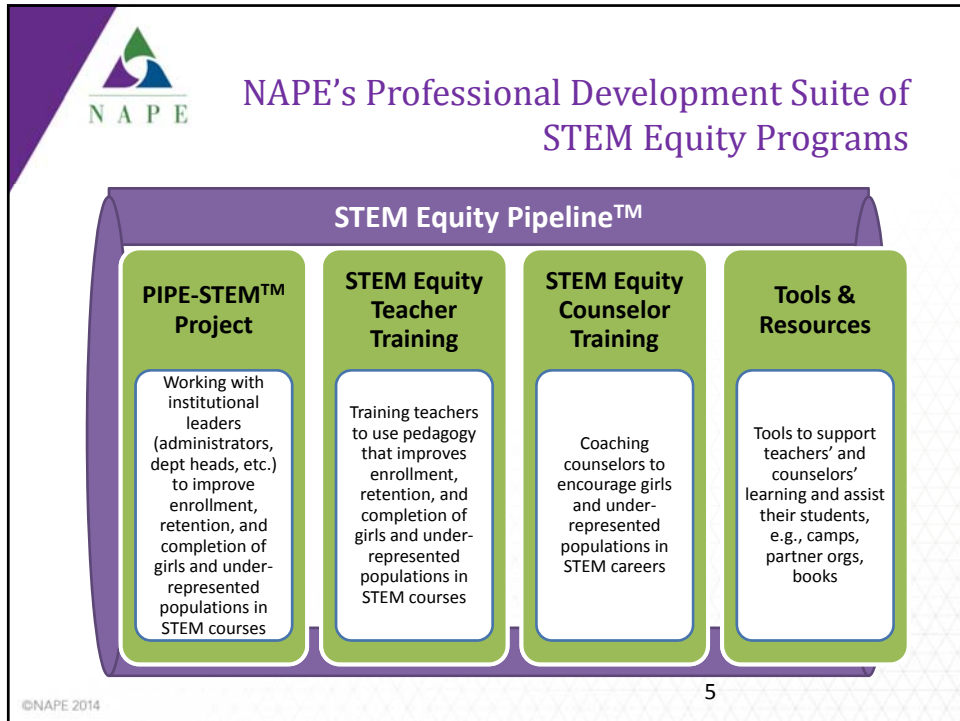 NAPE
NAPE's Professional Development Suite of
STEM Equity Programs
STEM Equity Pipeline™
PIPE-STEM™
Project
Working with
institutional
leaders
(administrators,
dept heads, etc.)
to improve
enrollment,
retention, and
completion of
girls and under-
represented
populations in
STEM courses
STEM Equity
Teacher
Training
Training teachers
to use pedagogy
that improves
enrollment,
retention, and
completion of
girls and under-
represented
populations in
STEM courses
STEM Equity
Counselor
Training
Coaching
counselors to
encourage girls
and under-
represented
populations in
STEM careers
Tools &
Resources
Tools to support
teachers' and
counselors'
learning and assist
their students,
e.g., camps,
partner orgs,
books
5
©NAPE 2014